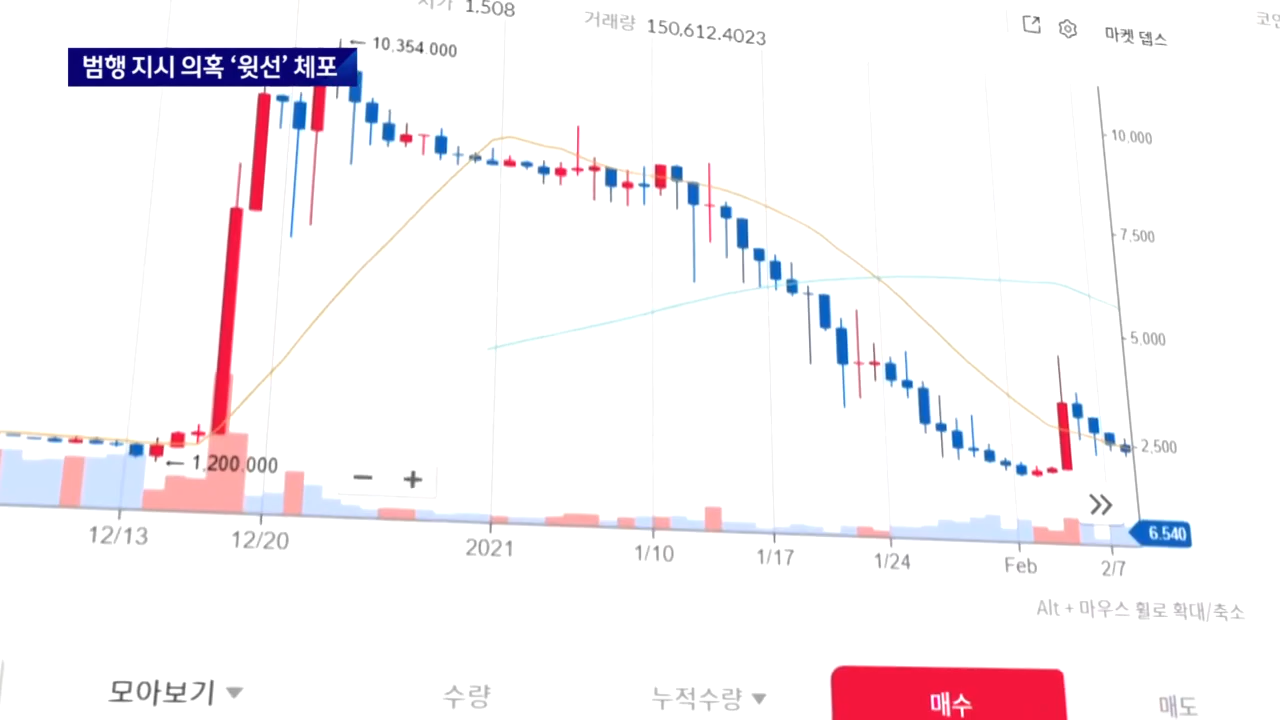 시가 1.508
거래량 150,612.4023
마켓 뎁스
코인
범행 지시 의혹 ‘윗선’ 체포
← 10,354.000
10,000
7,500
5,000
2,500
← 1,200.000
− +
6.540
12/13 12/20 2021 1/10 1/17 1/24 Feb 2/7
Alt + 마우스 휠로 확대/축소
모아보기 수량 누적수량 매수 매도